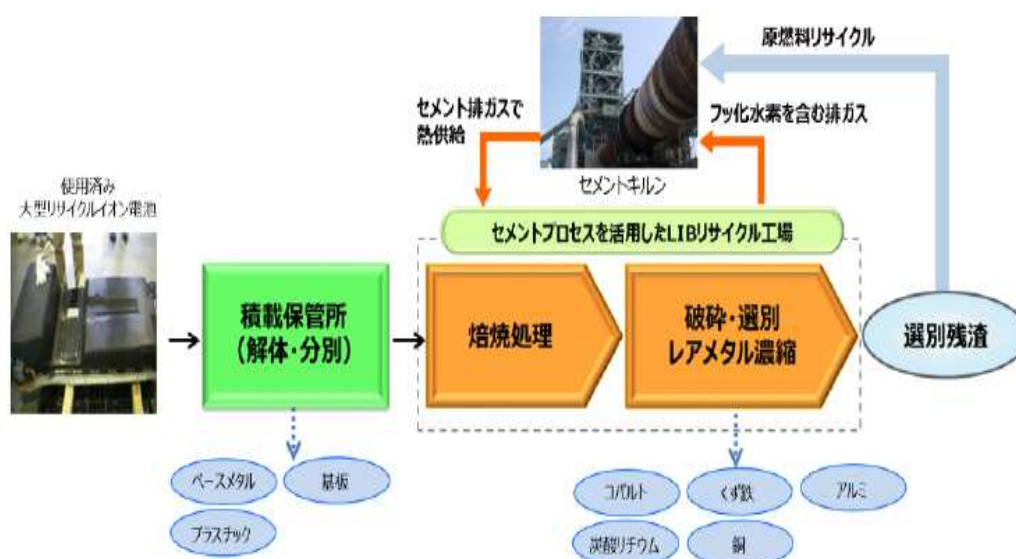 原燃料リサイクル
セメント排ガスで
熱供給
フッ化水素を含む排ガス
セメントキルン
使用済み
大型リサイクルイオン電池
セメントプロセスを活用したLIBリサイクル工場
積載保管所
(解体・分別)
焙焼処理
破砕・選別
レアメタル濃縮
選別残渣
ベースメタル
基板
プラスチック
コバルト
くず鉄
アルミ
炭酸リチウム
銅